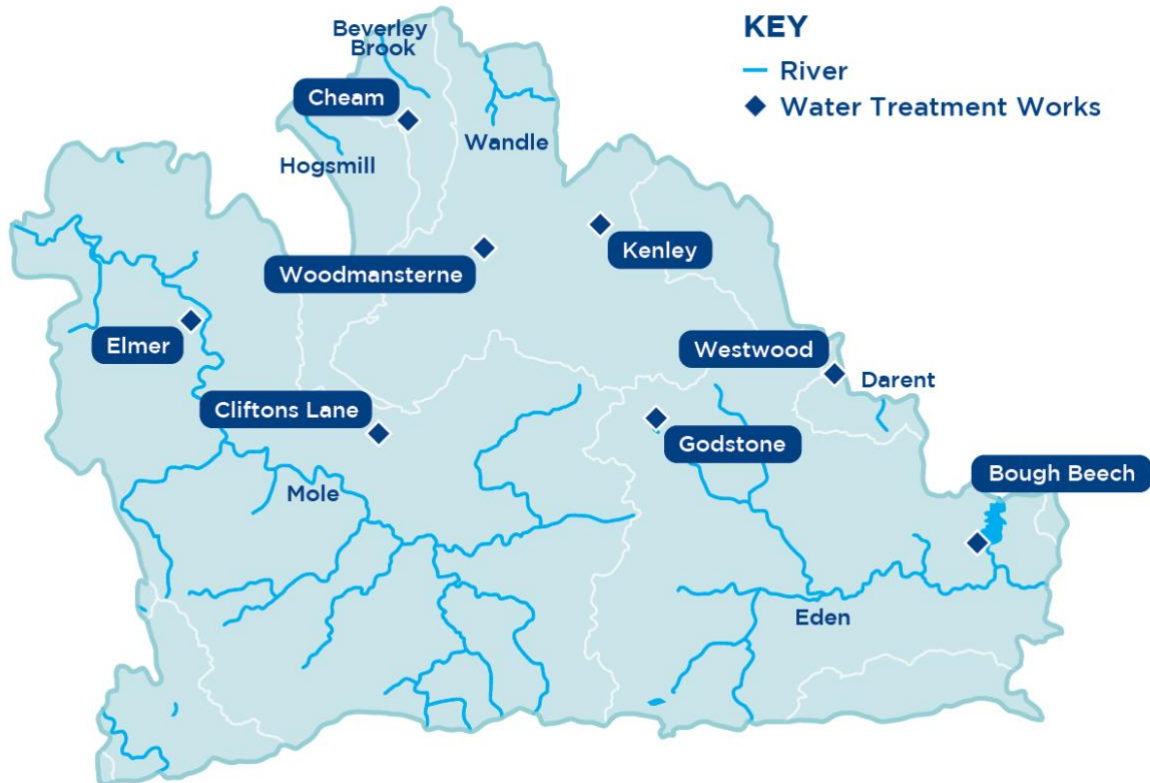 KEY
River
Water Treatment Works
Beverley
Brook
Cheam
Wandle
Hogsmill
Woodmansterne
Kenley
Elmer
Westwood
Darent
Cliftons Lane
Godstone
Bough Beech
Mole
Eden